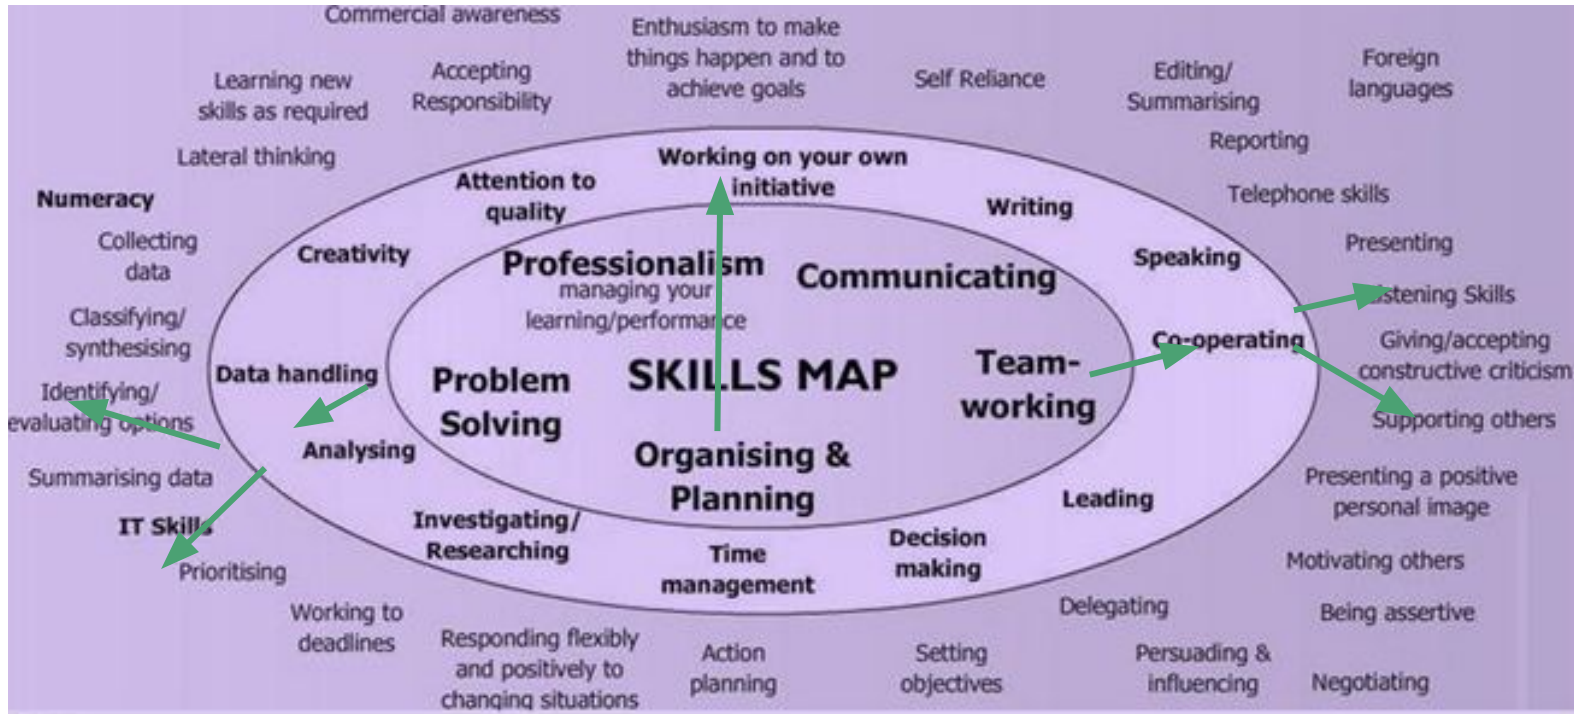 Commercial awareness
Enthusiasm to make
things happen and to
achieve goals
Learning new
skills as required
Accepting
Responsibility
Self Reliance
Editing/
Summarising
Foreign
languages
Reporting
Lateral thinking
Working on your own
initiative
Attention to
quality
Writing
Telephone skills
Numeracy
Collecting
data
Creativity
Professionalism
managing your
learning/performance
Communicating
Speaking
Presenting
Listening Skills
Classifying/
synthesising
Data handling
Problem
Solving
SKILLS MAP
Team-
working
Co-operating
Giving/accepting
constructive criticism
Identifying/
evaluating options
Supporting others
Analysing
Organising &
Planning
Summarising data
Leading
Presenting a positive
personal image
IT Skills
Investigating/
Researching
Time
management
Decision
making
Motivating others
Prioritising
Working to
deadlines
Delegating
Being assertive
Responding flexibly
and positively to
changing situations
Action
planning
Setting
objectives
Persuading &
influencing
Negotiating